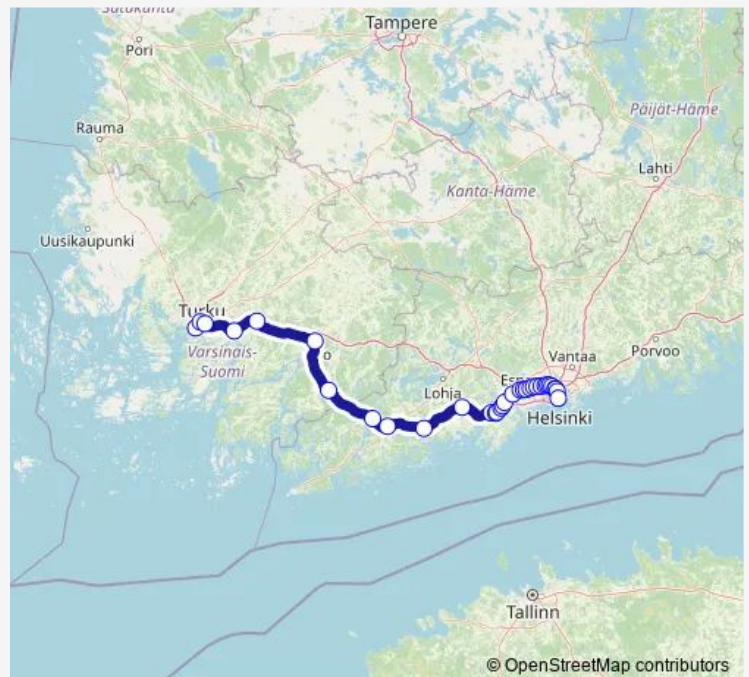 Satakunta
Tampere
Pori
Päijät-Häme
Rauma
Lahti
Kanta-Häme
Uusikaupunki
Turku
Vantaa
Porvoo
Varsinais-
Suomi
Lohja
Helsinki
Tallinn
© OpenStreetMap contributors